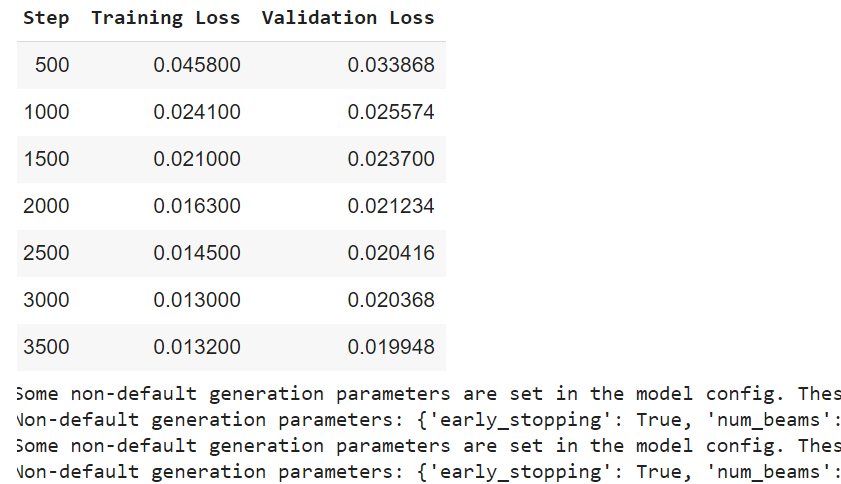 Step Training Loss Validation Loss
500 0.045800 0.033868
1000 0.024100 0.025574
1500 0.021000 0.023700
2000 0.016300 0.021234
2500 0.014500 0.020416
3000 0.013000 0.020368
3500 0.013200 0.019948
Some non-default generation parameters are set in the model config. Thes
Non-default generation parameters: {'early_stopping': True, 'num_beams':
Some non-default generation parameters are set in the model config. Thes
Non-default generation parameters: {'early_stopping': True, 'num_beams':